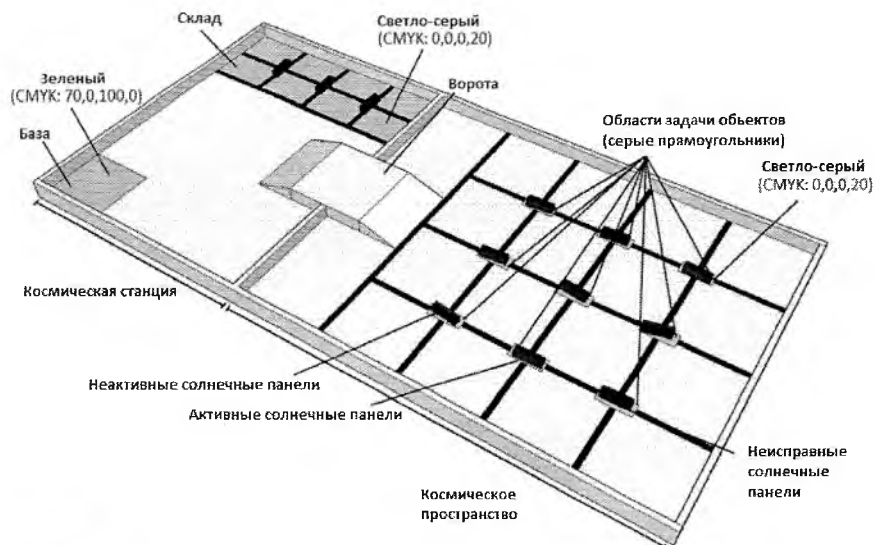 Склад
Светло-серый
(CMYK: 0,0,0,20)
Зеленый
(CMYK: 70,0,100,0)
Ворота
База
Области задачи обьектов
(серые прямоугольники)
Светло-серый
(CMYK: 0,0,0,20)
Космическая станция
Неактивные солнечные панели
Активные солнечные панели
Неисправные
солнечные
панели
Космическое
пространство